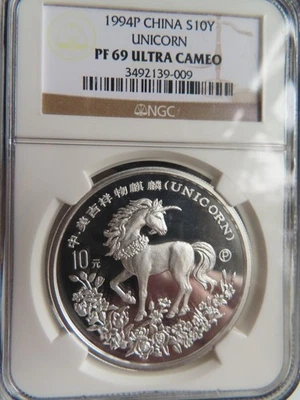 1994P CHINA S10Y
UNICORN
PF 69 ULTRA CAMEO
3492139-009
NGC
中·美吉祥物麒麟(UNICORN)
10元
P